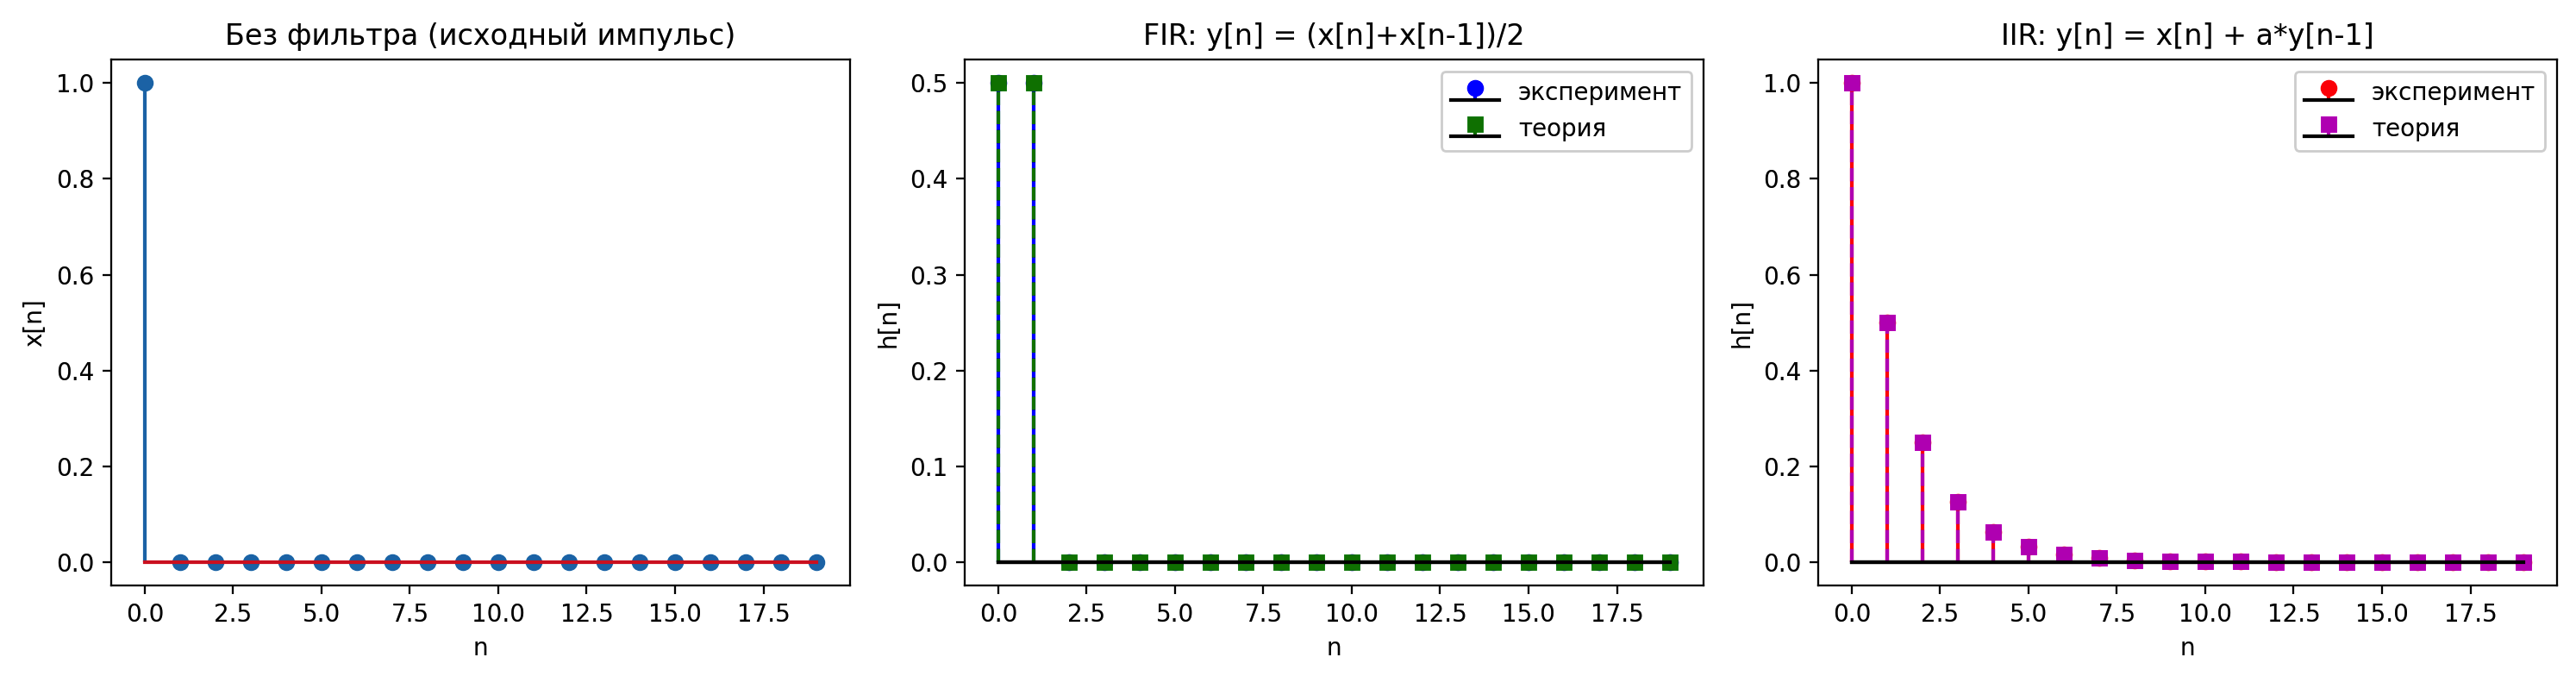 Без фильтра (исходный импульс)
x[n]
1.0
0.8
0.6
0.4
0.2
0.0
0.0 2.5 5.0 7.5 10.0 12.5 15.0 17.5
n
FIR: y[n] = (x[n]+x[n-1])/2
эксперимент
теория
h[n]
0.5
0.4
0.3
0.2
0.1
0.0
0.0 2.5 5.0 7.5 10.0 12.5 15.0 17.5
n
IIR: y[n] = x[n] + a*y[n-1]
эксперимент
теория
h[n]
1.0
0.8
0.6
0.4
0.2
0.0
0.0 2.5 5.0 7.5 10.0 12.5 15.0 17.5
n